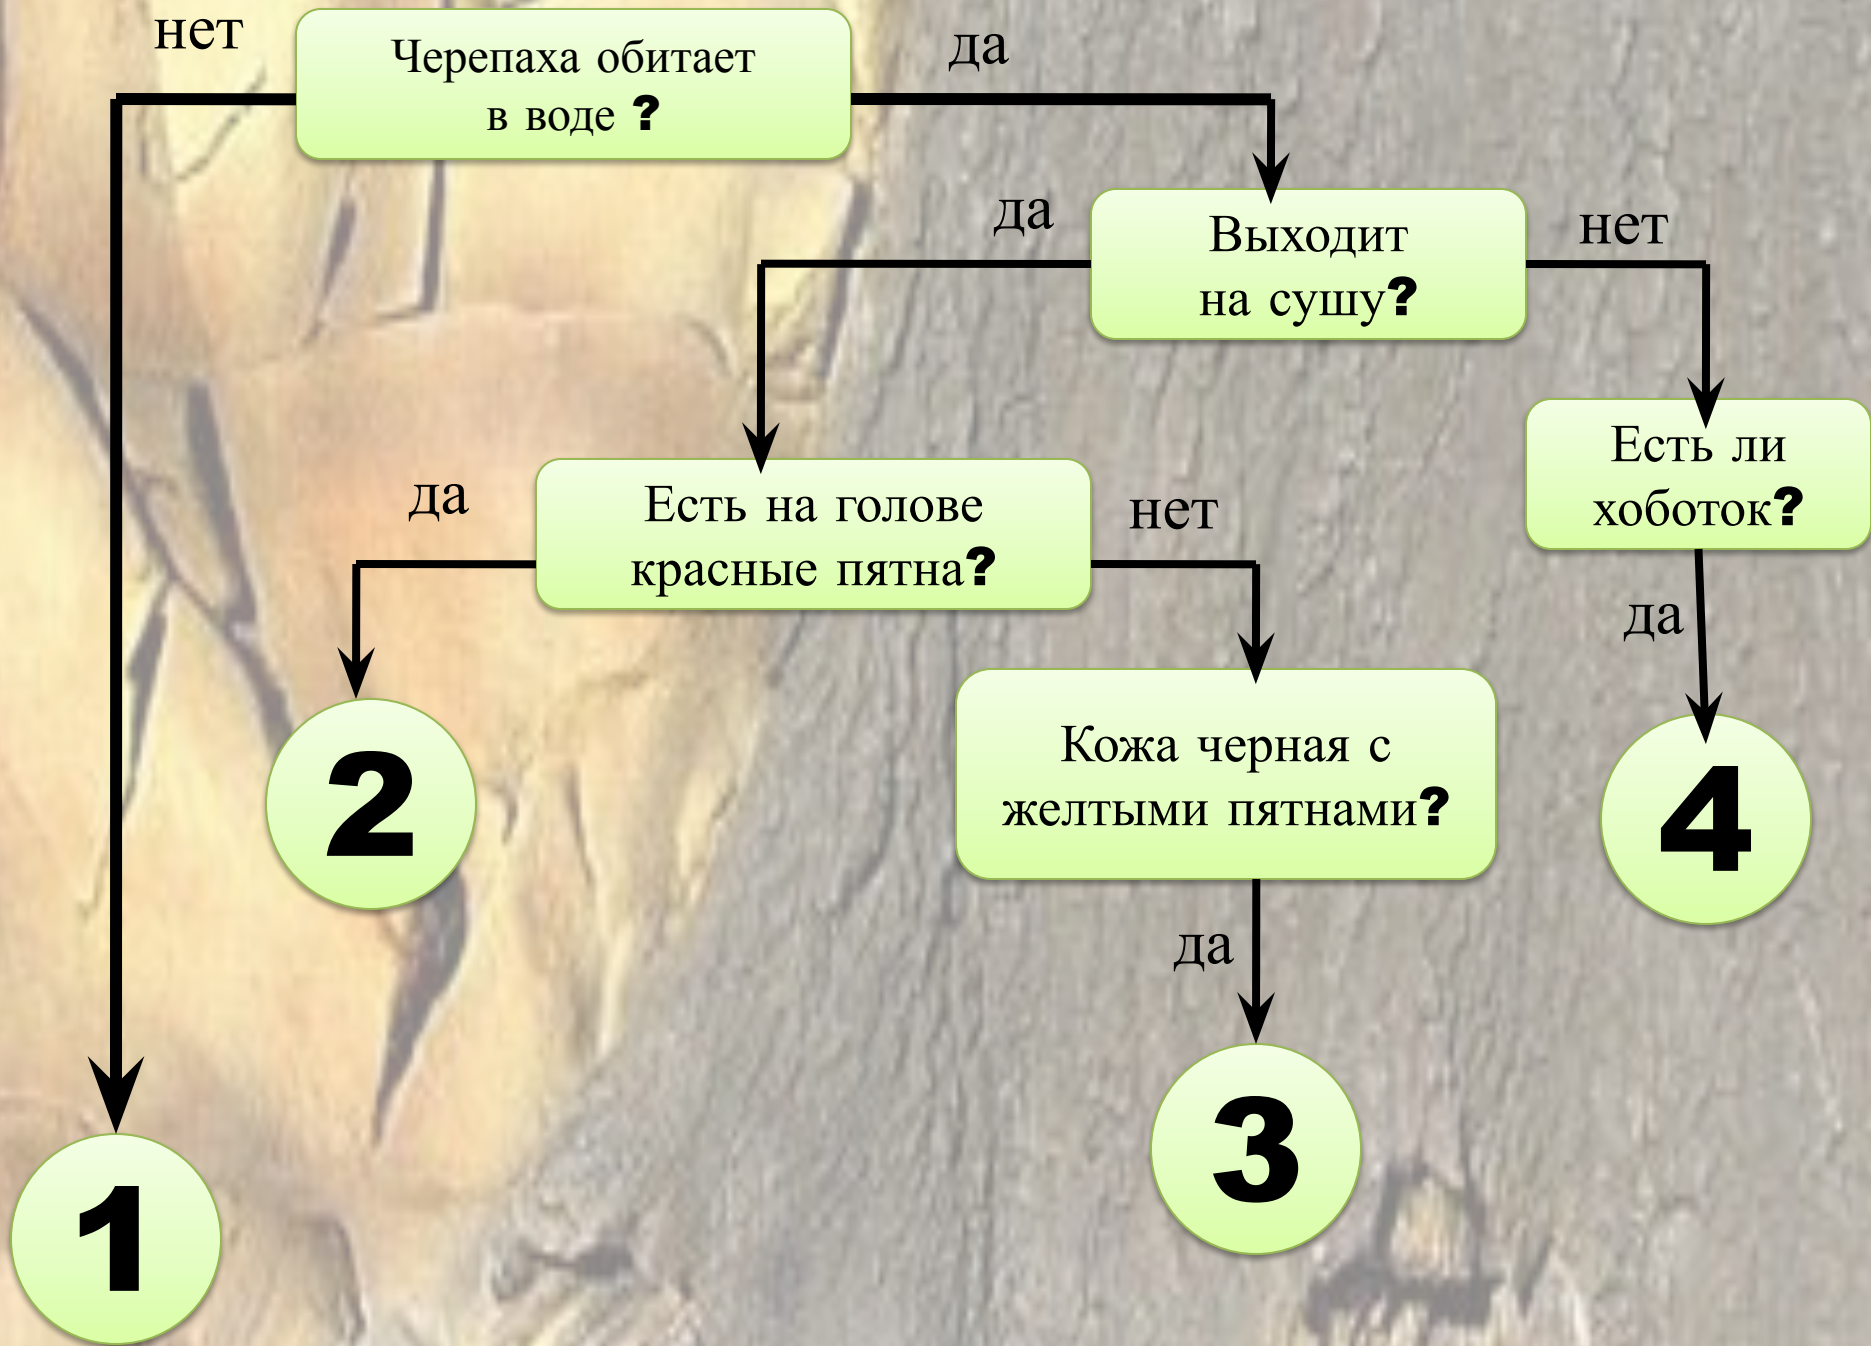 нет
Черепаха обитает
в воде ?
да
да
Выходит
на сушу?
нет
Есть ли
хоботок?
да
Есть на голове
красные пятна?
нет
да
2
Кожа черная с
желтыми пятнами?
4
да
3
1